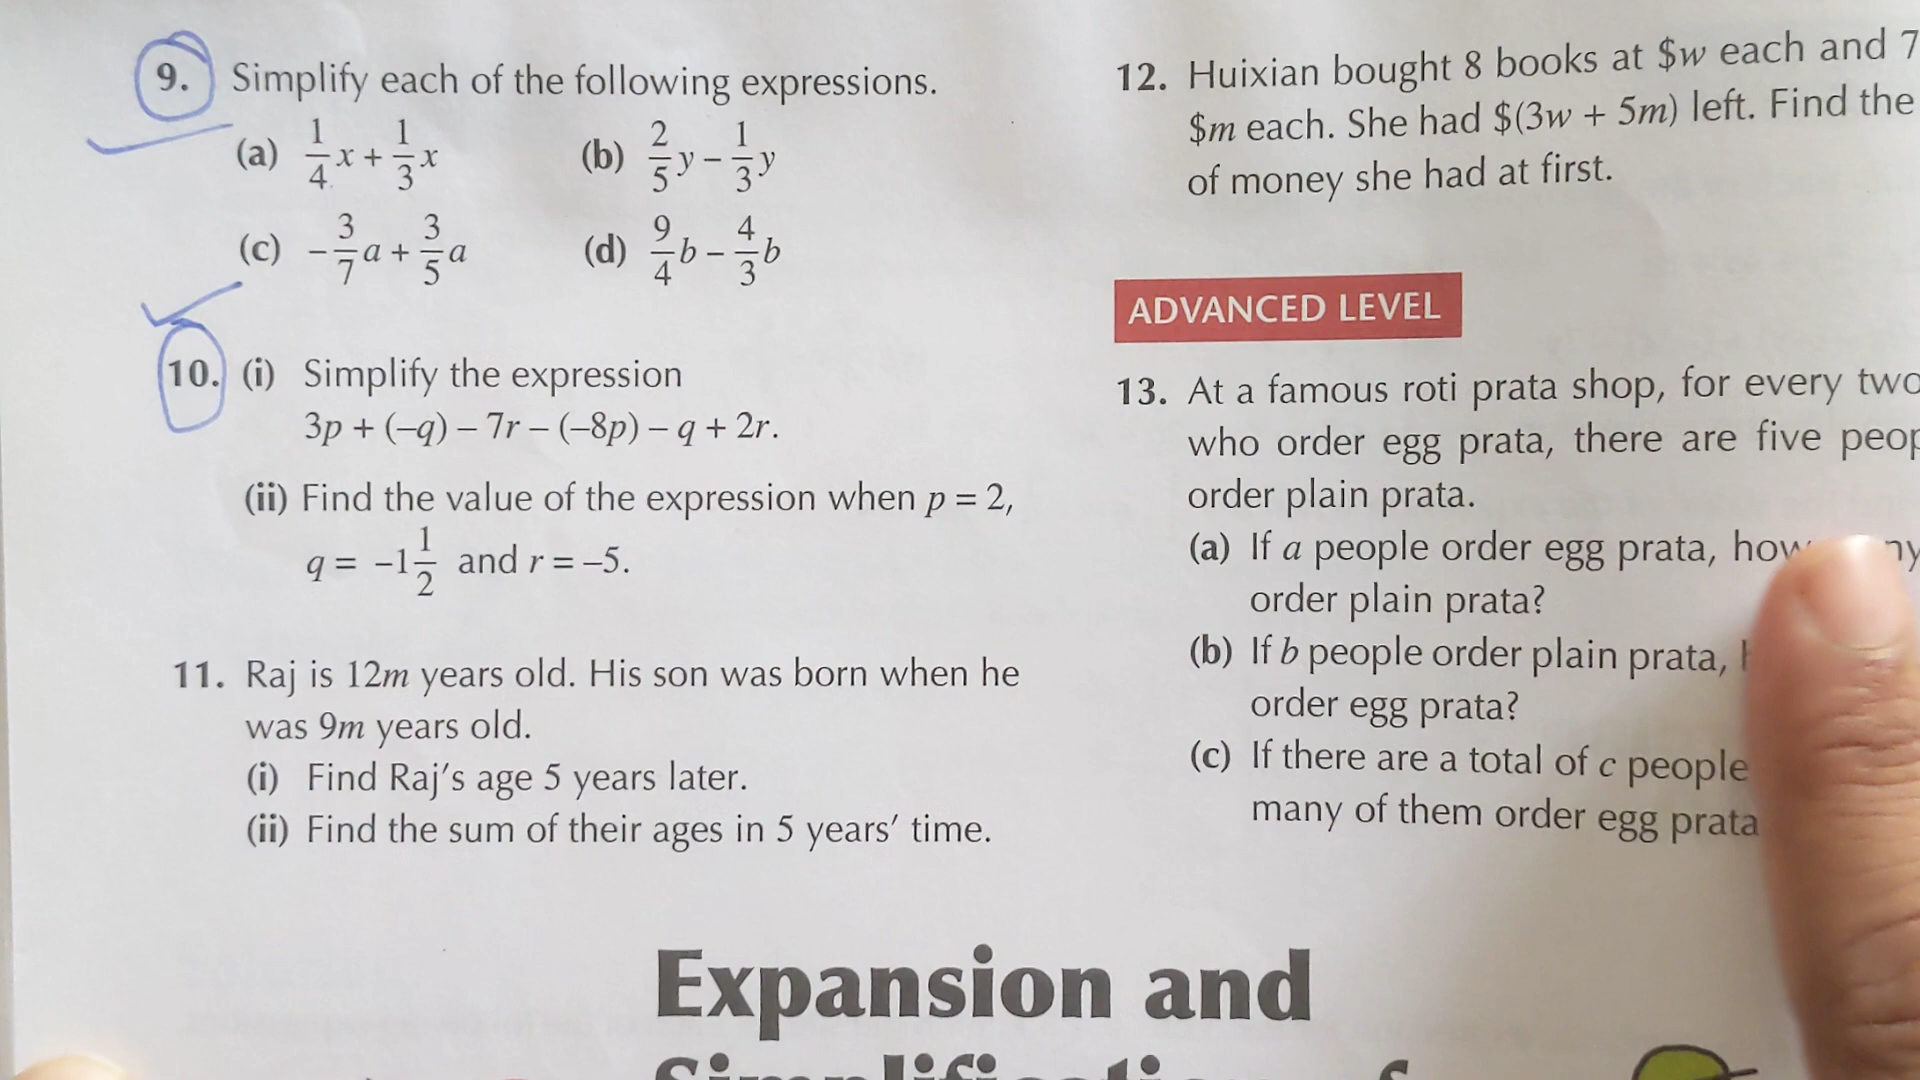 9. Simplify each of the following expressions.
(a) 1/4 x + 1/3 x (b) 2/5 y – 1/3 y
(c) –3/7 a + 3/5 a (d) 9/4 b – 4/3 b
10. (i) Simplify the expression
3p + (–q) – 7r – (–8p) – q + 2r.
(ii) Find the value of the expression when p = 2,
q = –1 1/2 and r = –5.
11. Raj is 12m years old. His son was born when he
was 9m years old.
(i) Find Raj’s age 5 years later.
(ii) Find the sum of their ages in 5 years’ time.
12. Huixian bought 8 books at $w each and 7
$m each. She had $(3w + 5m) left. Find the
of money she had at first.
ADVANCED LEVEL
13. At a famous roti prata shop, for every two
who order egg prata, there are five
order plain prata.
(a) If a people order egg prata,
order plain prata?
(b) If b people order plain prata,
order egg prata?
(c) If there are a total of c people
many of them order egg prata
Expansion and